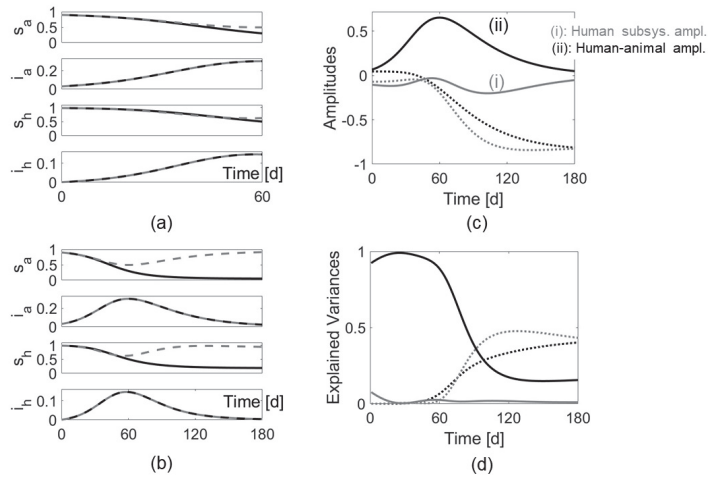 1
0.5
0
s_a
0.2
0
i_a
1
0.5
0
s_h
0.1
0
i_h
Time [d]
0
60
(a)
1
0.5
0
s_a
0.2
0
i_a
1
0.5
0
s_h
0.1
0
i_h
Time [d]
0
60
120
180
(b)
(i): Human subsys. ampl.
(ii): Human-animal ampl.
(ii)
(i)
0.5
0
-0.5
-1
Amplitudes
0
60
120
180
Time [d]
(c)
1
0.5
0
Explained Variances
0
60
120
180
Time [d]
(d)